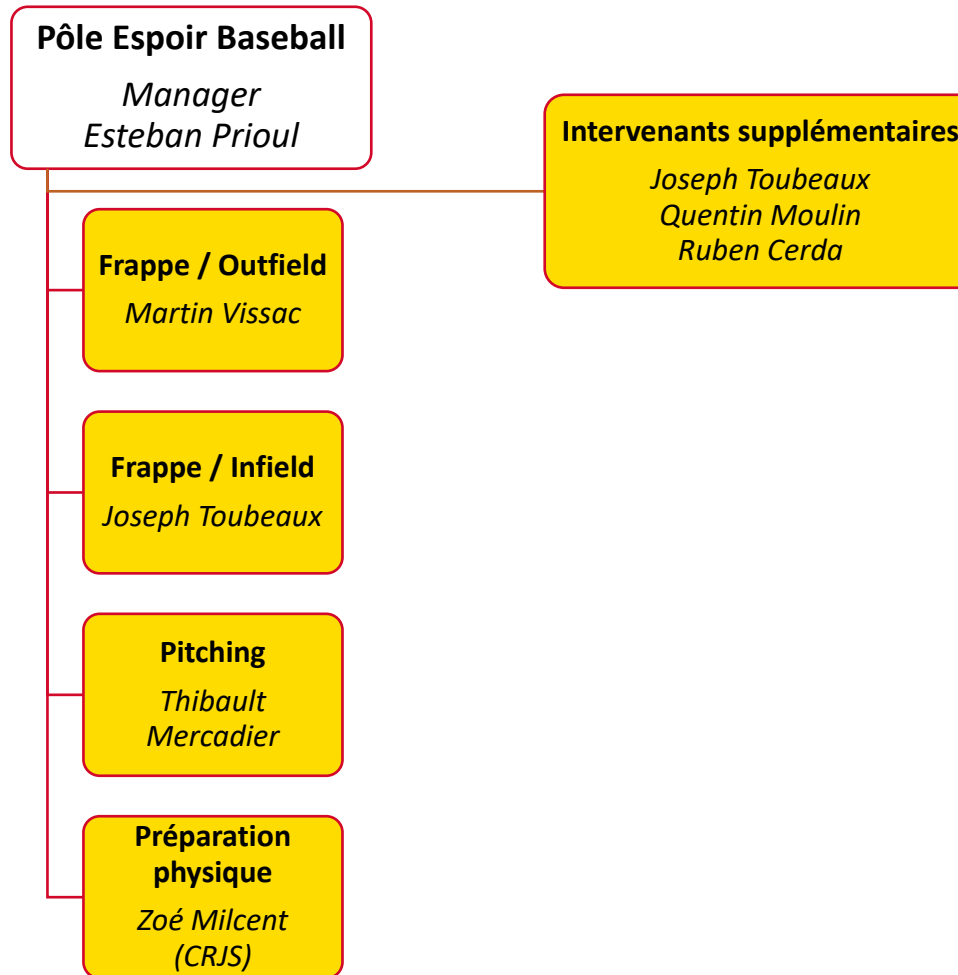 Pôle Espoir Baseball
Manager
Esteban Prioul
Intervenants supplémentaires
Joseph Toubeaux
Quentin Moulin
Ruben Cerda
Frappe / Outfield
Martin Vissac
Frappe / Infield
Joseph Toubeaux
Pitching
Thibault
Mercadier
Préparation
physique
Zoé Milcent
(CRJS)